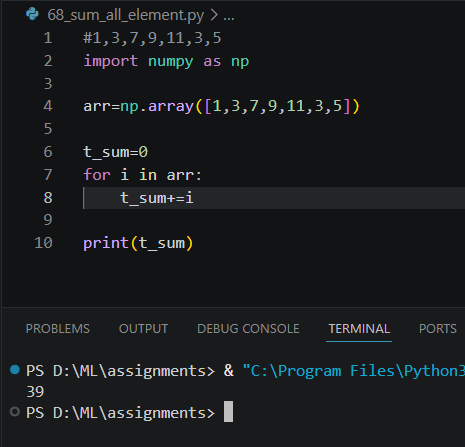 68_sum_all_element.py > ...
1 #1,3,7,9,11,3,5
2 import numpy as np
3
4 arr=np.array([1,3,7,9,11,3,5])
5
6 t_sum=0
7 for i in arr:
8     t_sum+=i
9
10 print(t_sum)
PROBLEMS OUTPUT DEBUG CONSOLE TERMINAL PORTS
PS D:\ML\assignments> & "C:\Program Files\Python3
39
PS D:\ML\assignments>